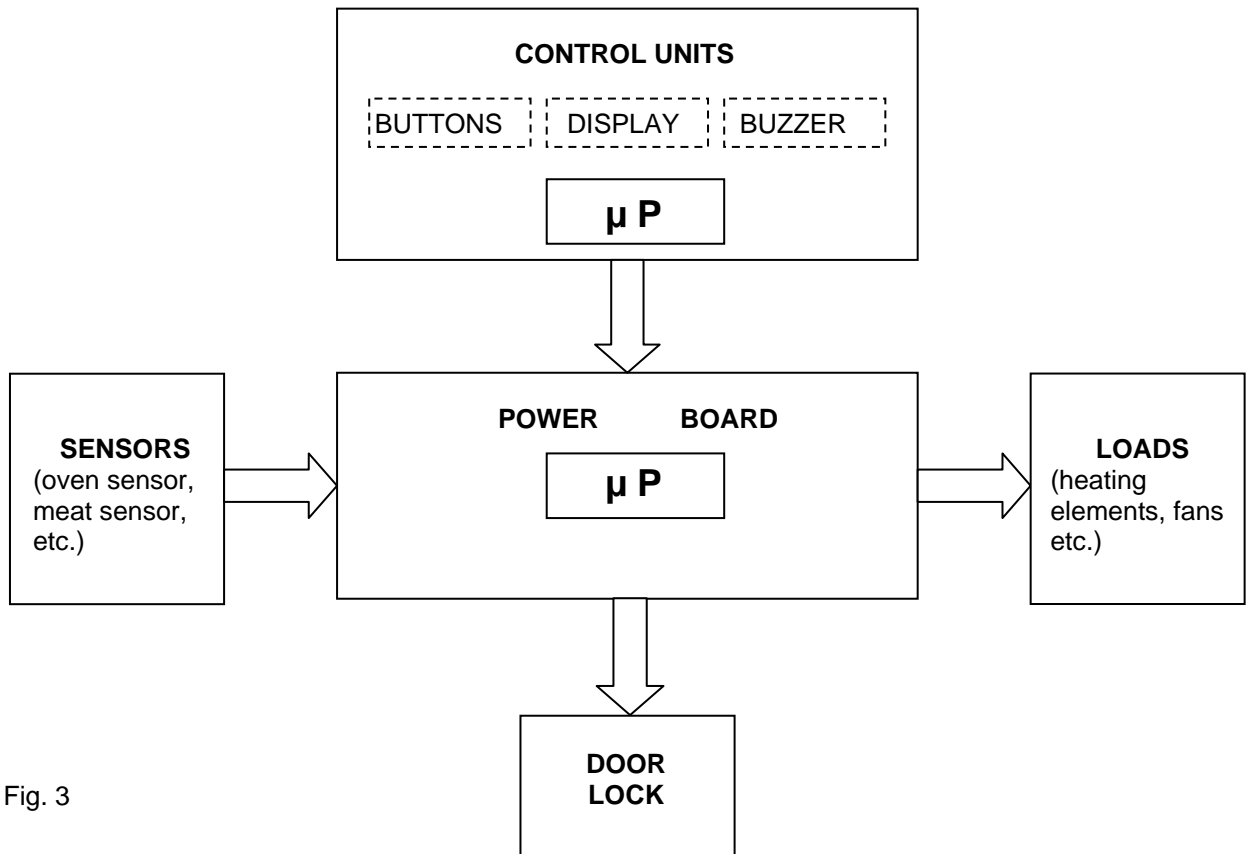 CONTROL UNITS
BUTTONS
DISPLAY
BUZZER
µ P
POWER BOARD
µ P
SENSORS
(oven sensor,
meat sensor,
etc.)
LOADS
(heating
elements, fans
etc.)
DOOR
LOCK
Fig. 3